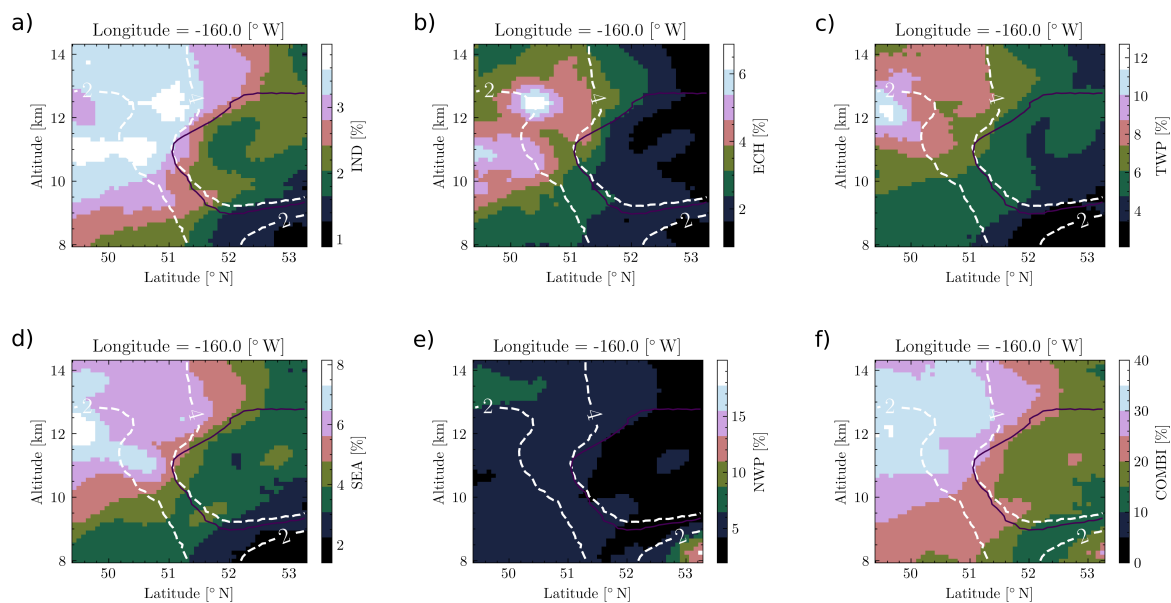 a)
Longitude = -160.0 [° W]
14
12
10
8
50
51
52
53
Altitude [km]
Latitude [° N]
2
4
2
3
2
1
IND [%]
b)
Longitude = -160.0 [° W]
14
12
10
8
50
51
52
53
Altitude [km]
Latitude [° N]
2
4
2
6
4
2
ECH [%]
c)
Longitude = -160.0 [° W]
14
12
10
8
50
51
52
53
Altitude [km]
Latitude [° N]
2
4
2
12
10
8
6
4
TWP [%]
d)
Longitude = -160.0 [° W]
14
12
10
8
50
51
52
53
Altitude [km]
Latitude [° N]
2
4
2
8
6
4
2
SEA [%]
e)
Longitude = -160.0 [° W]
14
12
10
8
50
51
52
53
Altitude [km]
Latitude [° N]
2
4
2
15
10
5
NWP [%]
f)
Longitude = -160.0 [° W]
14
12
10
8
50
51
52
53
Altitude [km]
Latitude [° N]
2
4
2
40
30
20
10
0
COMBI [%]